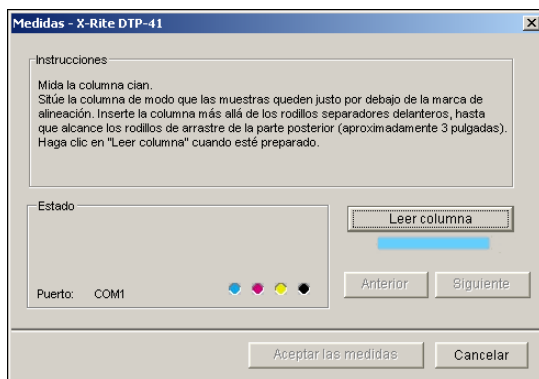 Medidas - X-Rite DTP-41
Instrucciones
Mida la columna cian.
Sitúe la columna de modo que las muestras queden justo por debajo de la marca de
alineación. Inserte la columna más allá de los rodillos separadores delanteros, hasta
que alcance los rodillos de arrastre de la parte posterior (aproximadamente 3 pulgadas).
Haga clic en "Leer columna" cuando esté preparado.
Estado
Leer columna
Puerto: COM1
Anterior
Siguiente
Aceptar las medidas
Cancelar